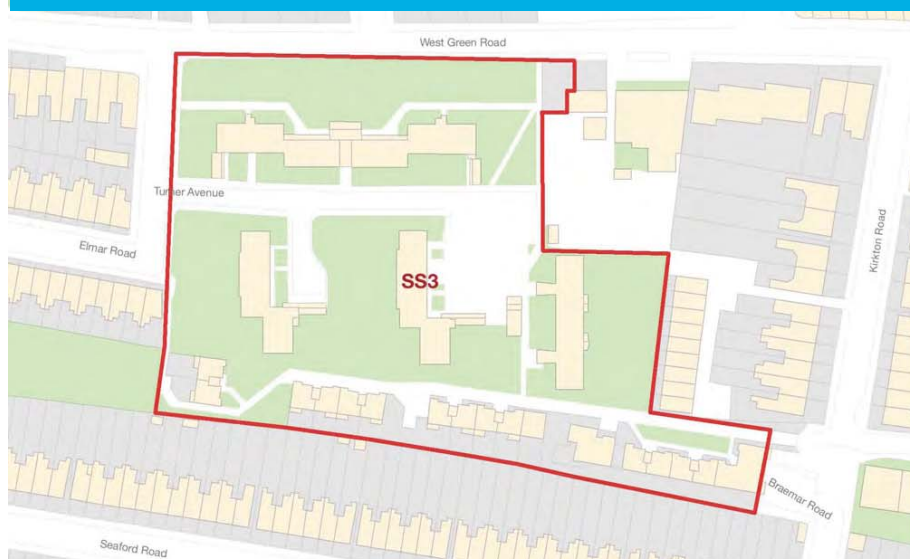 West Green Road
Turner Avenue
Elmar Road
SS3
Kirkton Road
Braemar Road
Seaford Road